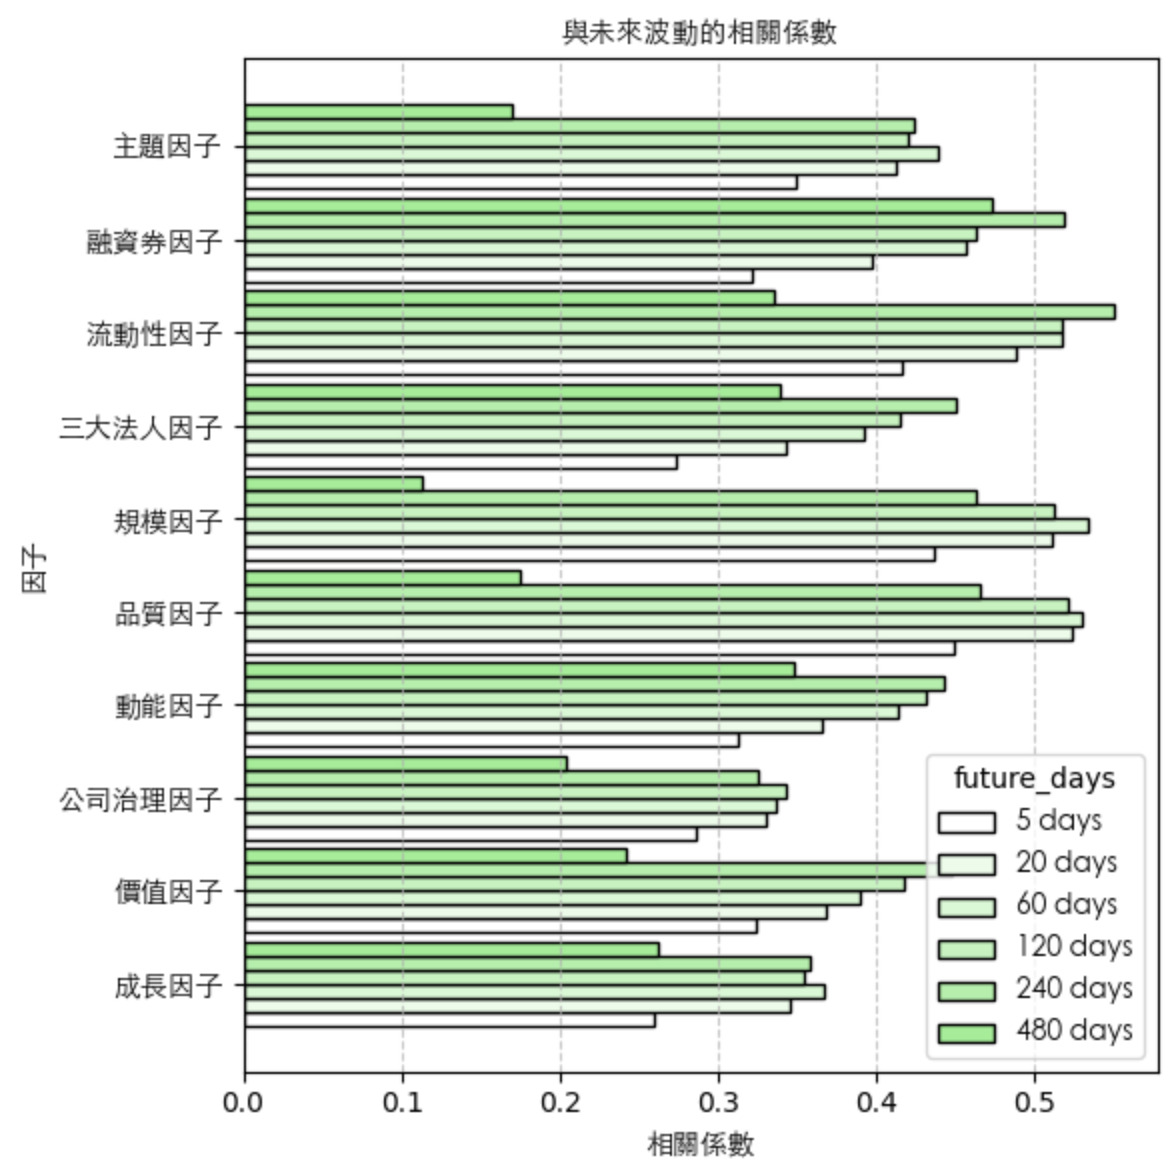 與未來波動的相關係數
主題因子
融資券因子
流動性因子
三大法人因子
規模因子
品質因子
動能因子
公司治理因子
價值因子
成長因子
因子
future_days
5 days
20 days
60 days
120 days
240 days
480 days
0.0 0.1 0.2 0.3 0.4 0.5
相關係數